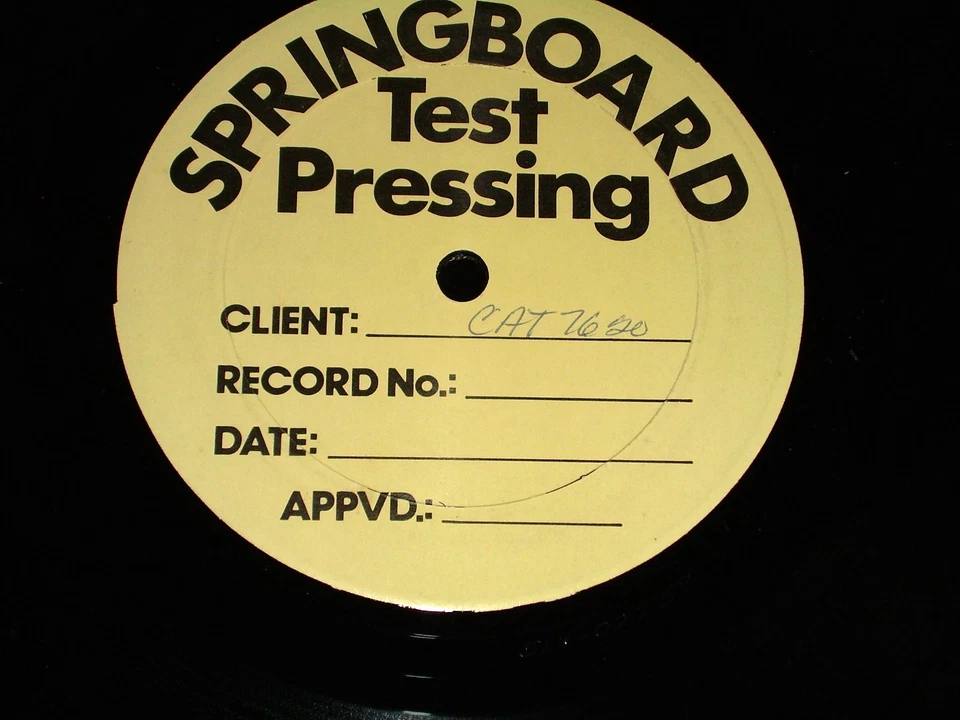 SPRINGBOARD
Test
Pressing
CLIENT: CAT 7620
RECORD No.:
DATE:
APPVD.: